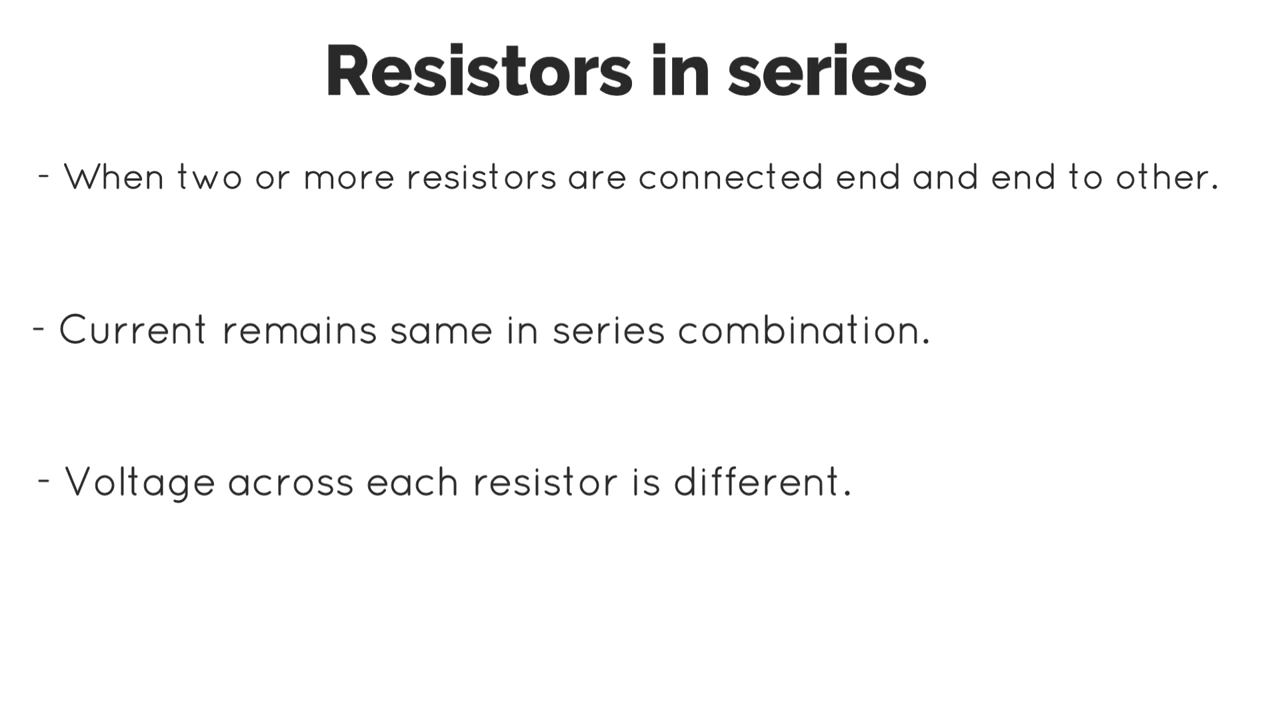 Resistors in series
- When two or more resistors are connected end and end to other.
- Current remains same in series combination.
- Voltage across each resistor is different.